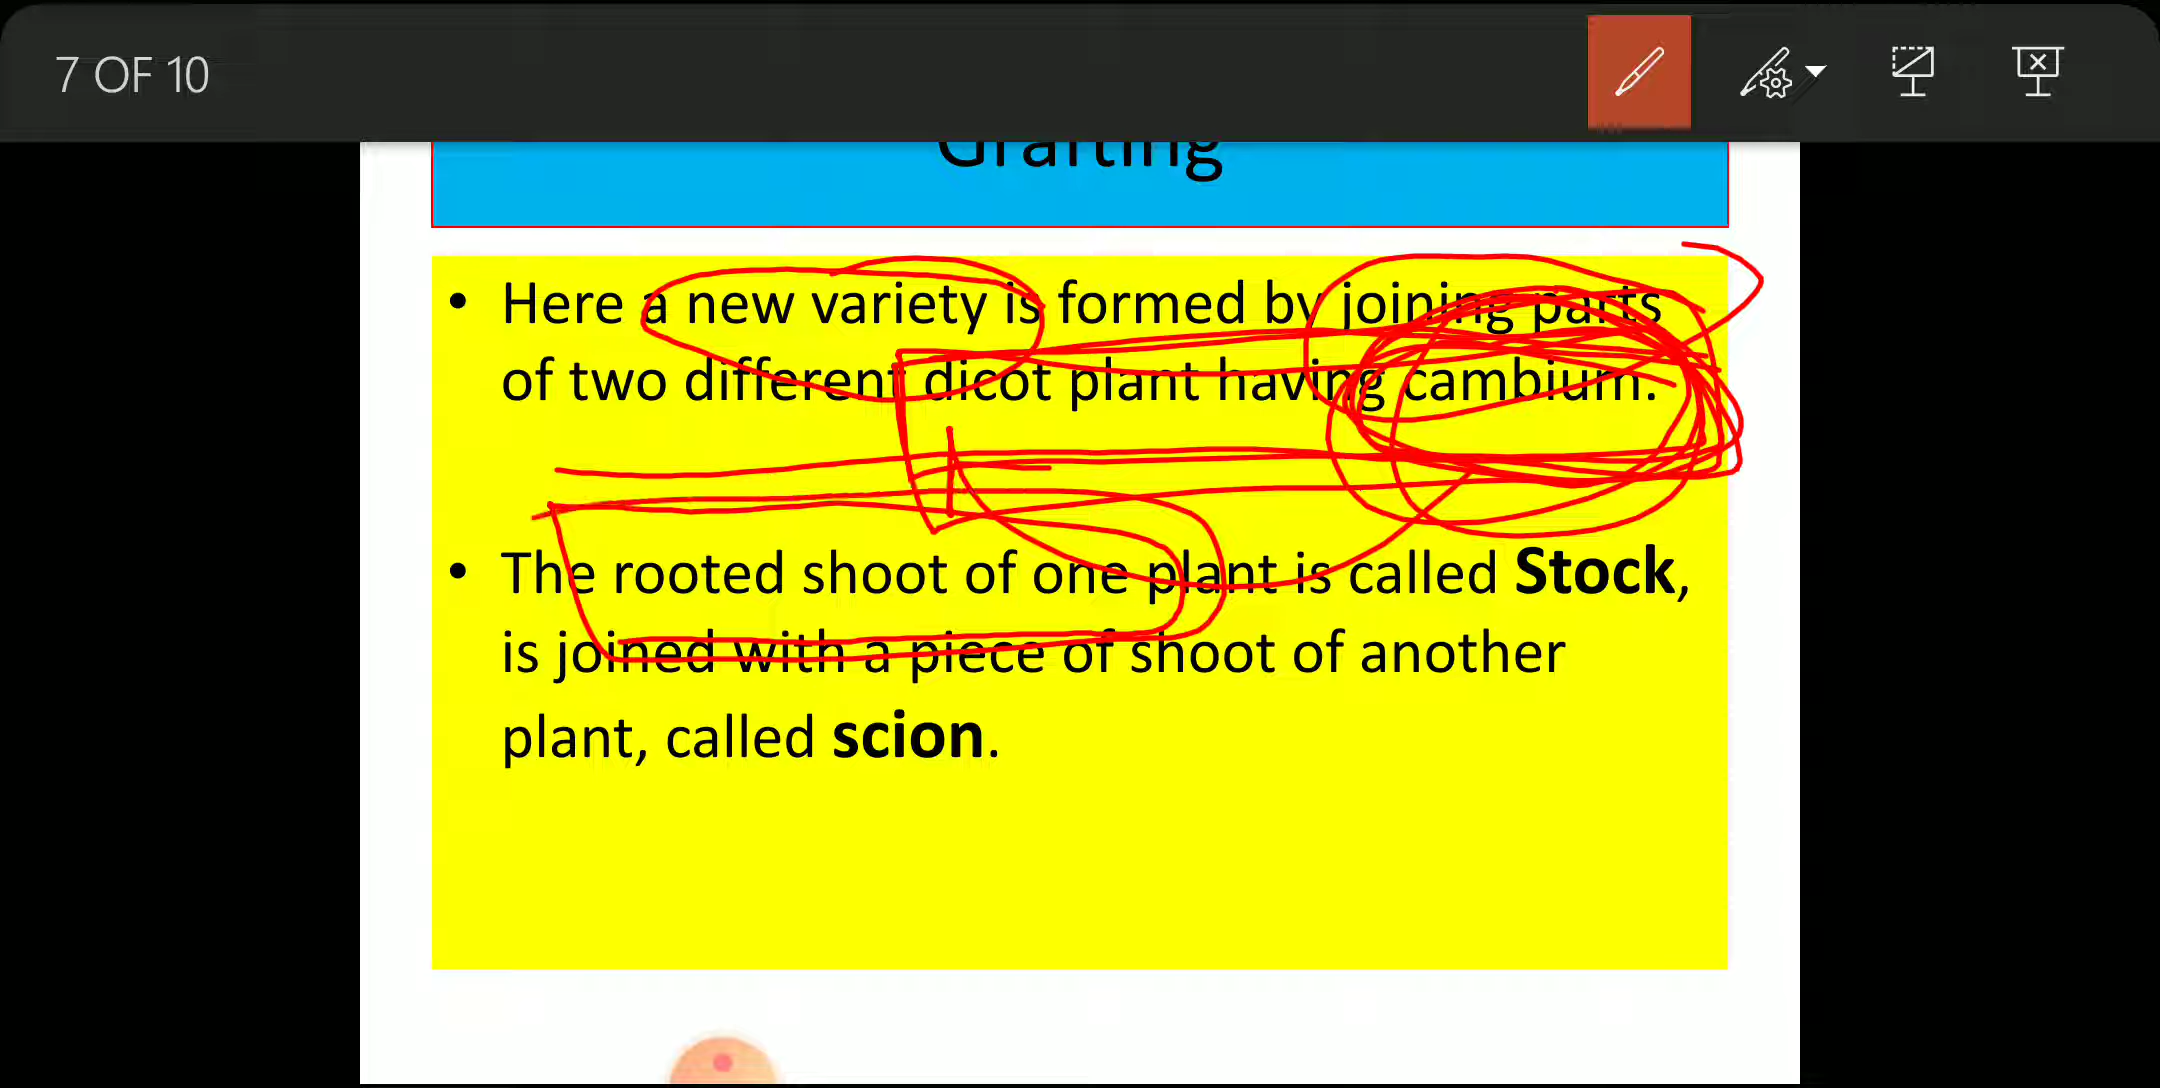 7 OF 10
Grafting
• Here a new variety is formed by joining parts
of two different dicot plant having cambium.
• The rooted shoot of one plant is called Stock,
is joined with a piece of shoot of another
plant, called scion.